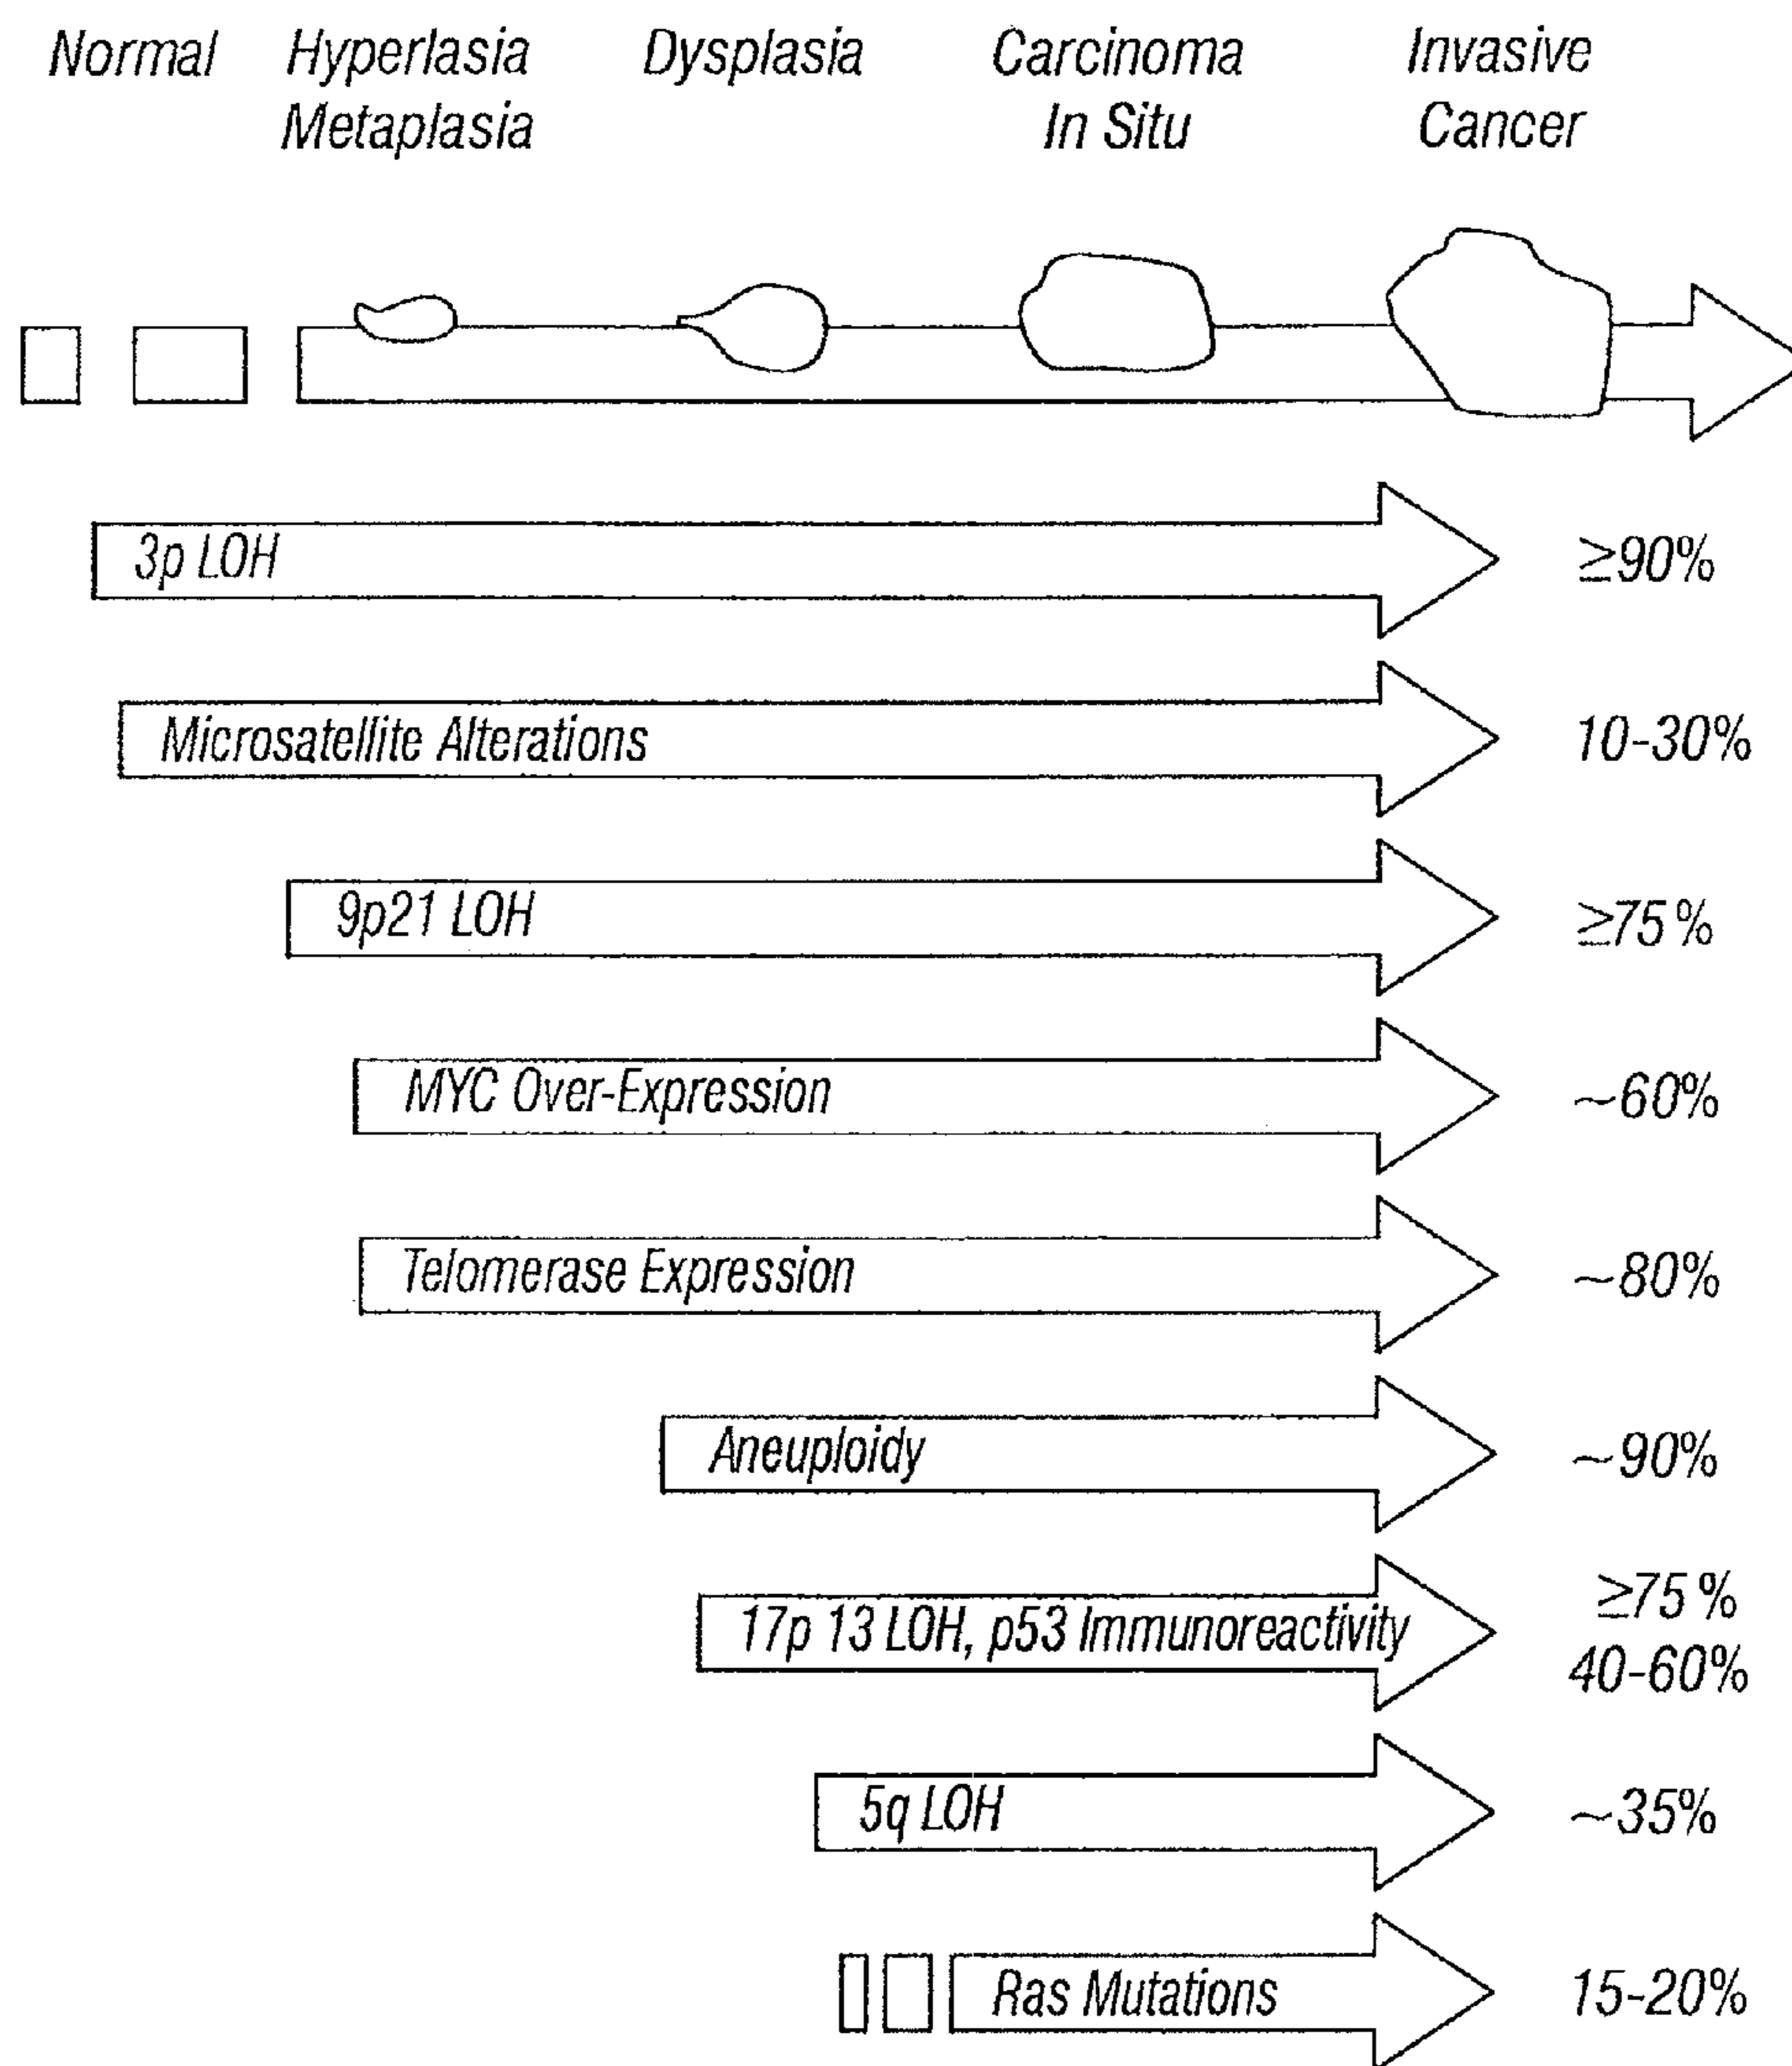 Normal Hyperlasia Dysplasia Carcinoma Invasive
Metaplasia In Situ Cancer
3p LOH ≥90%
Microsatellite Alterations 10-30%
9p21 LOH ≥75%
MYC Over-Expression ~60%
Telomerase Expression ~80%
Aneuploidy ~90%
17p 13 LOH, p53 Immunoreactivity ≥75%
40-60%
5q LOH ~35%
Ras Mutations 15-20%